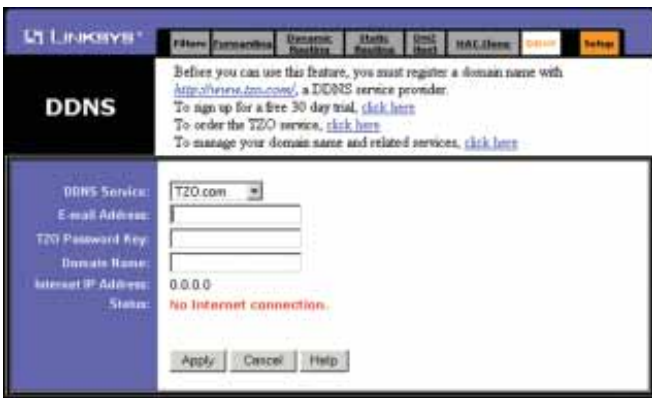 LINKSYS®
Filters Forwarding Dynamic Routing Static Routing DMZ Host MAC Clone DDNS Setup
DDNS
Before you can use this feature, you must register a domain name with
http://www.tzo.com/, a DDNS service provider.
To sign up for a free 30 day trial, click here
To order the TZO service, click here
To manage your domain name and related services, click here
DDNS Service: TZO.com
E-mail Address:
TZO Password Key:
Domain Name:
Internet IP Address: 0.0.0.0
Status: No Internet connection.
Apply Cancel Help